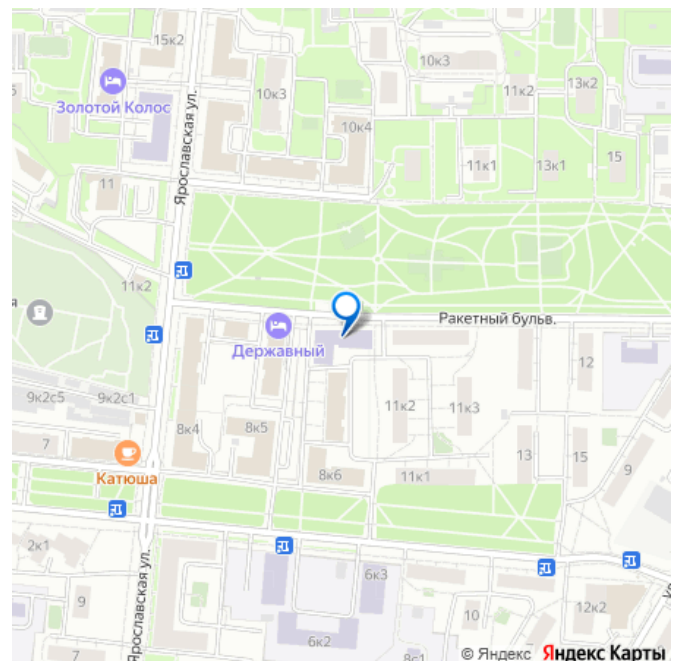 15к2
10к3
13к2
11к2
Золотой Колос
10к3
Ярославская ул.
10к4
11к1
13к1
15
11
11к2
Ракетный бульв.
Державный
12
9к2с5
9к2с1
11к2
11к3
8к4
8к5
7
13
15
9
Катюша
8к6
11к1
2к1
6к3
9
10
12к2
Ярославская ул.
6к2
7
8с1
© Яндекс Яндекс Карты